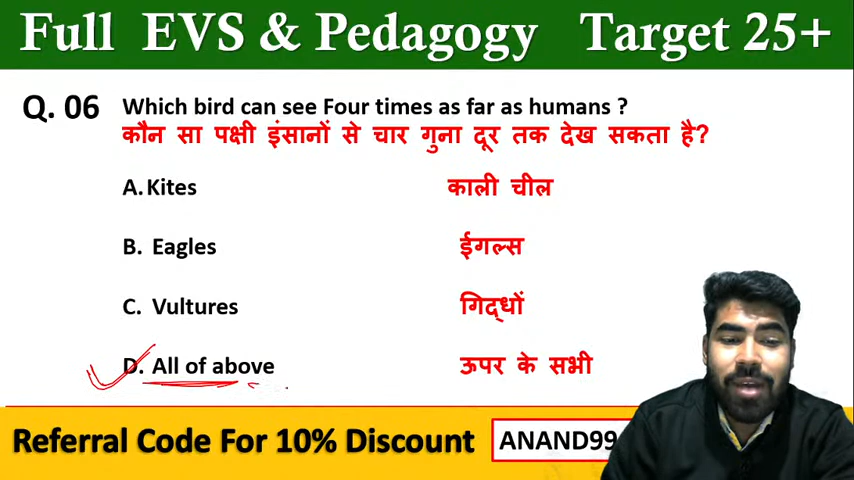 Full EVS & Pedagogy Target 25+
Q. 06 Which bird can see Four times as far as humans ?
कौन सा पक्षी इंसानों से चार गुना दूर तक देख सकता है?
A. Kites काली चील
B. Eagles ईगल्स
C. Vultures गिद्धों
D. All of above ऊपर के सभी
Referral Code For 10% Discount ANAND99